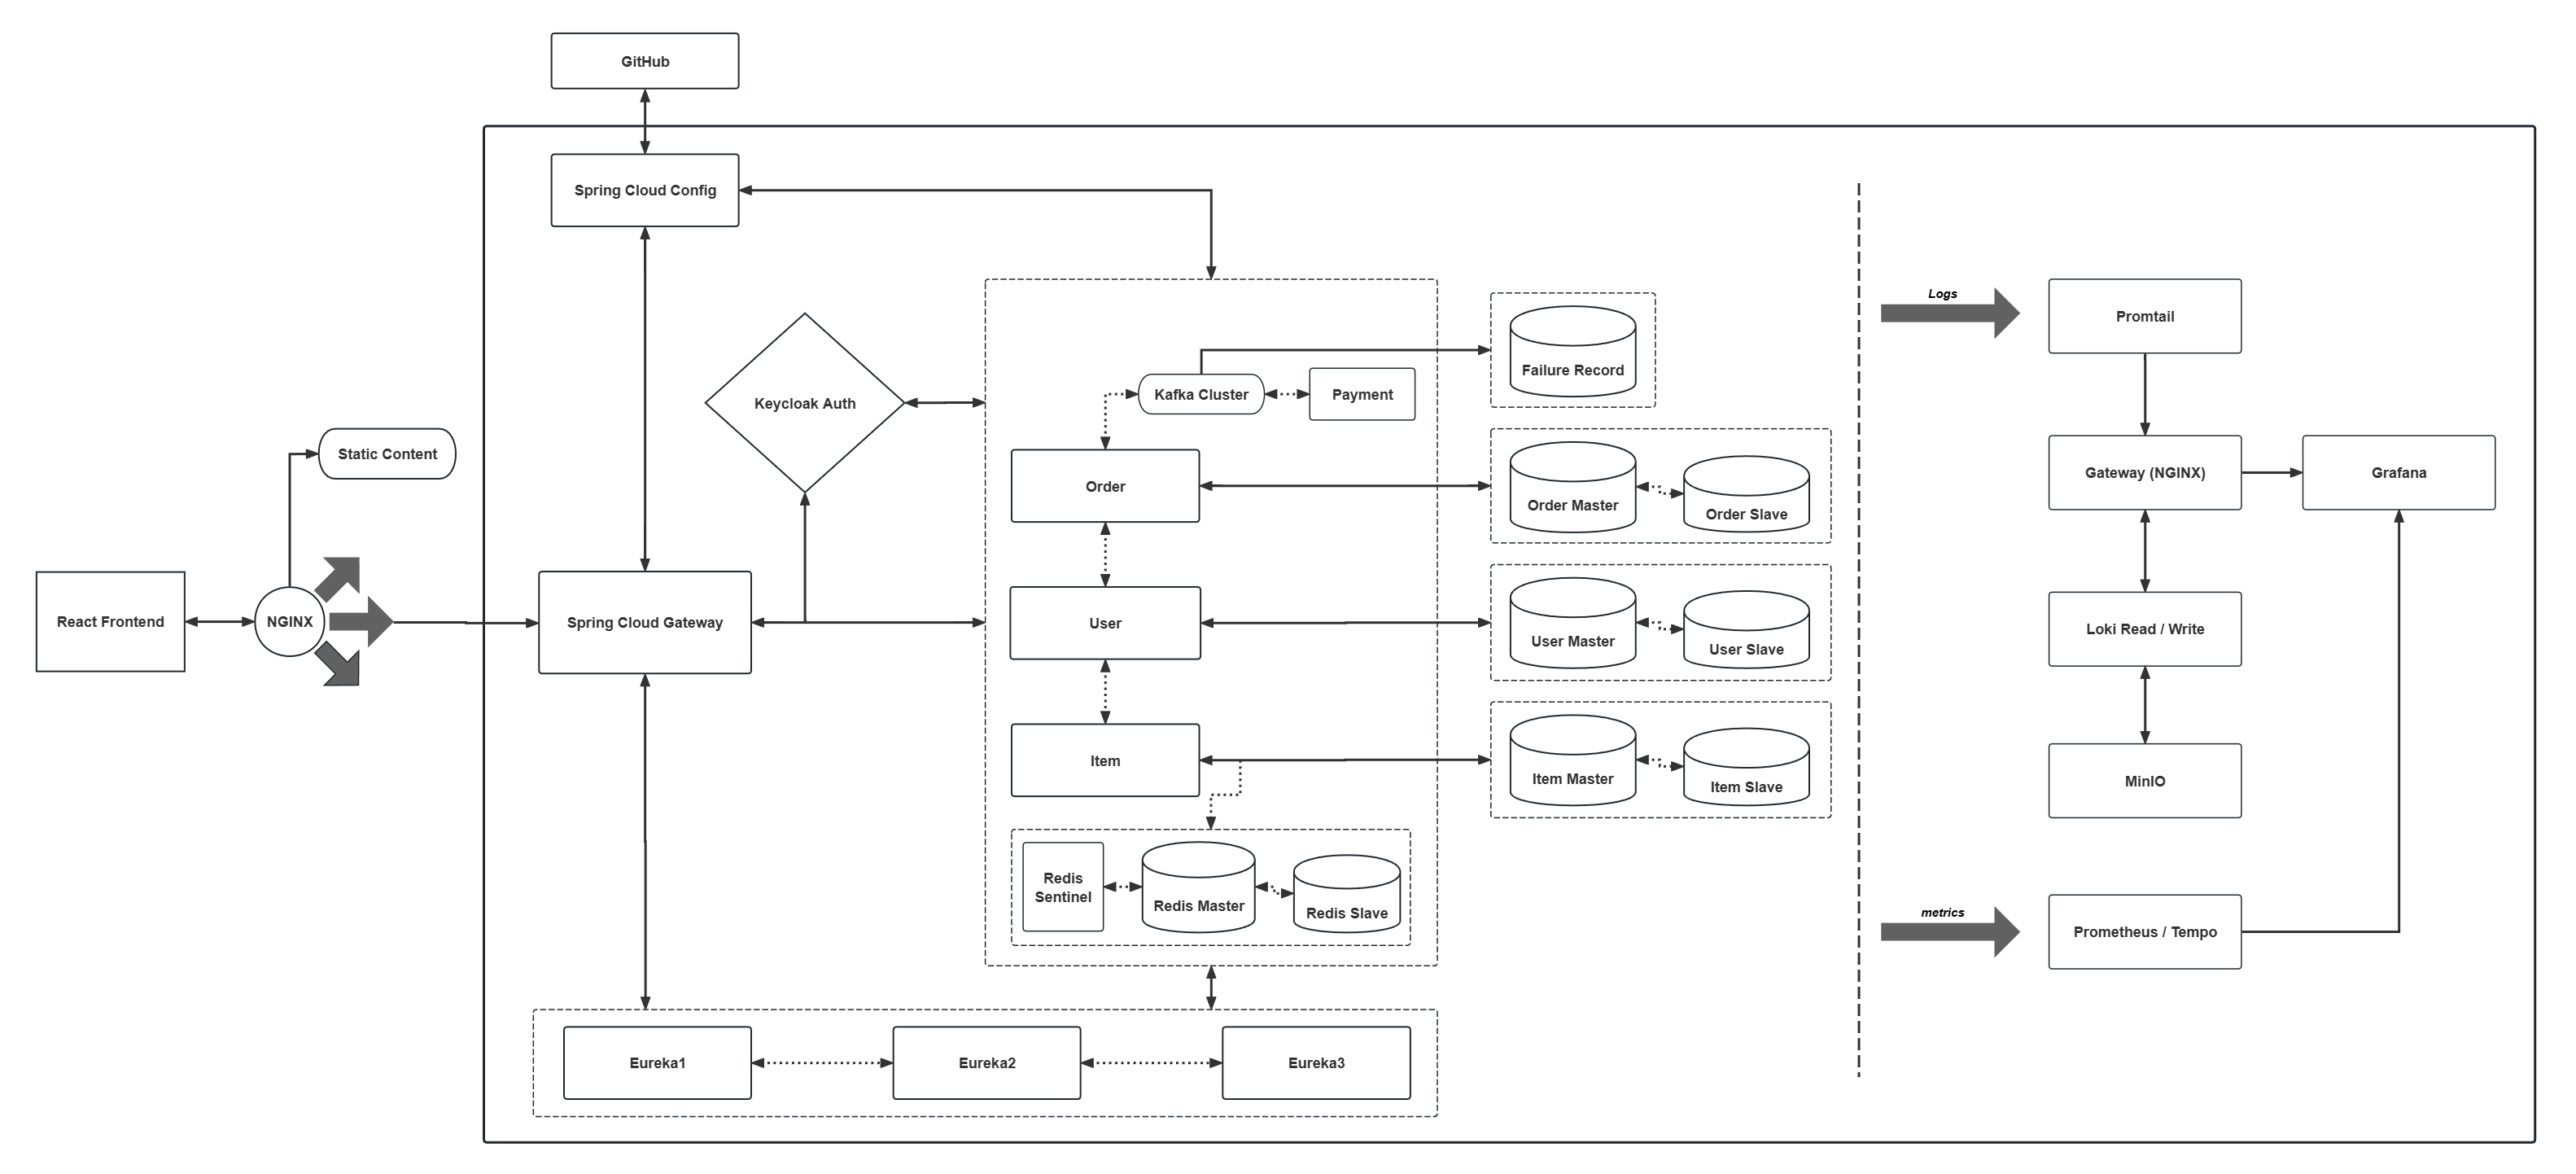 GitHub
Spring Cloud Config
Logs
Promtail
Failure Record
Kafka Cluster
Payment
Keycloak Auth
Static Content
Order
Order Master
Order Slave
Gateway (NGINX)
Grafana
React Frontend
NGINX
Spring Cloud Gateway
User
User Master
User Slave
Loki Read / Write
Item
Item Master
Item Slave
MinIO
Redis
Sentinel
Redis Master
Redis Slave
metrics
Prometheus / Tempo
Eureka1
Eureka2
Eureka3